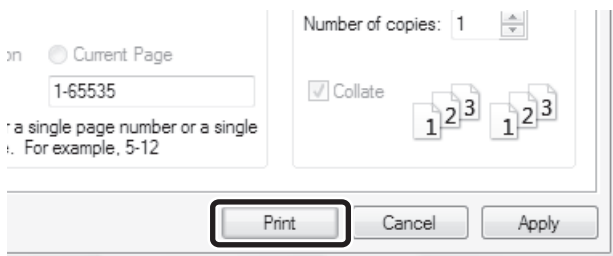 Number of copies: 1
on Current Page
1-65535
Collate
1 2 3 1 2 3
r a single page number or a single
e. For example, 5-12
Print Cancel Apply